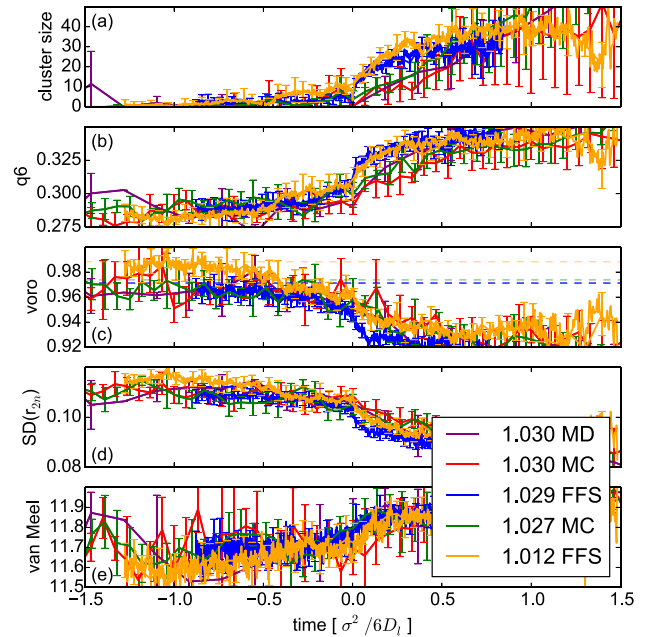 (a)
cluster size
50
40
30
20
10
0
(b)
q6
0.325
0.300
0.275
(c)
voro
0.98
0.96
0.94
0.92
(d)
SD(r₂ₙ)
0.10
0.08
(e)
van Meel
11.9
11.8
11.7
11.6
11.5
-1.5 -1.0 -0.5 0.0 0.5 1.0 1.5
time [ σ²/6Dₗ ]
1.030 MD
1.030 MC
1.029 FFS
1.027 MC
1.012 FFS